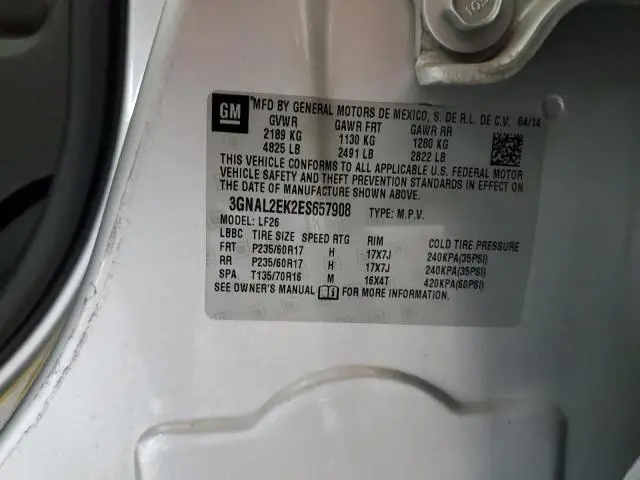 GM
MFD BY GENERAL MOTORS DE MEXICO, S. DE R.L. DE C.V. 04/14
GVWR GAWR FRT GAWR RR
2189 KG 1130 KG 1280 KG
4825 LB 2491 LB 2822 LB
THIS VEHICLE CONFORMS TO ALL APPLICABLE U.S. FEDERAL MOTOR
VEHICLE SAFETY AND THEFT PREVENTION STANDARDS IN EFFECT ON
THE DATE OF MANUFACTURE SHOWN ABOVE.
3GNAL2EK2ES657908 TYPE: M.P.V.
MODEL: LF26
LBBC TIRE SIZE SPEED RTG RIM COLD TIRE PRESSURE
FRT P235/60R17 H 17X7J 240KPA(35PSI)
RR P235/60R17 H 17X7J 240KPA(35PSI)
SPA T135/70R16 M 16X4T 420KPA(60PSI)
SEE OWNER'S MANUAL FOR MORE INFORMATION.